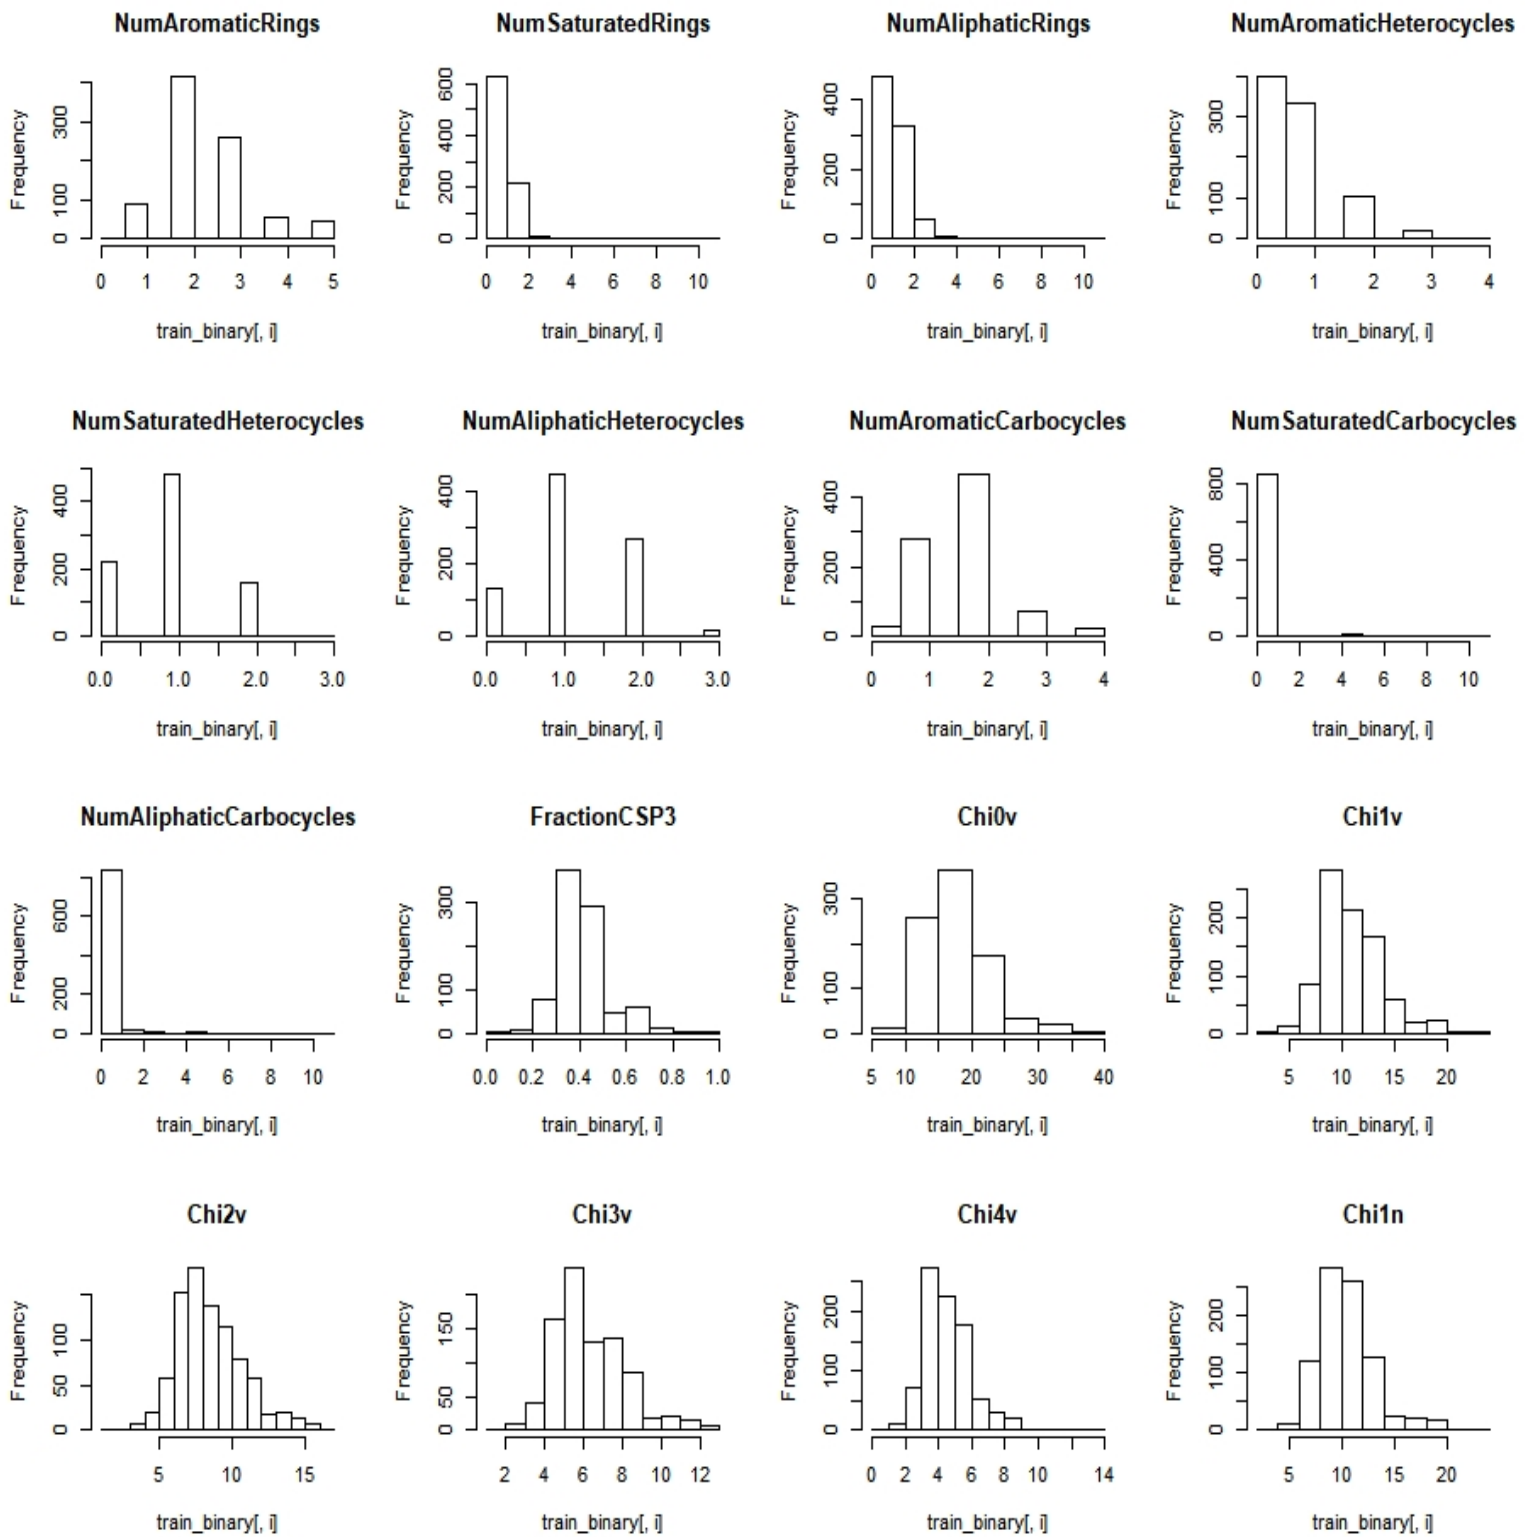 NumAromaticRings NumSaturatedRings NumAliphaticRings NumAromaticHeterocycles
Frequency 0 100 300 Frequency 0 200 400 600 Frequency 0 200 400 Frequency 0 100 300
0 1 2 3 4 5 0 2 4 6 8 10 0 2 4 6 8 10 0 1 2 3 4
train_binary[, i] train_binary[, i] train_binary[, i] train_binary[, i]
NumSaturatedHeterocycles NumAliphaticHeterocycles NumAromaticCarbocycles NumSaturatedCarbocycles
Frequency 0 200 400 Frequency 0 200 400 Frequency 0 200 400 Frequency 0 400 800
0.0 1.0 2.0 3.0 0.0 1.0 2.0 3.0 0 1 2 3 4 0 2 4 6 8 10
train_binary[, i] train_binary[, i] train_binary[, i] train_binary[, i]
NumAliphaticCarbocycles FractionCSP3 Chi0v Chi1v
Frequency 0 200 600 Frequency 0 100 300 Frequency 0 100 300 Frequency 0 100 200
0 2 4 6 8 10 0.0 0.2 0.4 0.6 0.8 1.0 5 10 20 30 40 5 10 15 20
train_binary[, i] train_binary[, i] train_binary[, i] train_binary[, i]
Chi2v Chi3v Chi4v Chi1n
Frequency 0 50 100 Frequency 0 50 150 Frequency 0 100 200 Frequency 0 100 200
5 10 15 2 4 6 8 10 12 0 2 4 6 8 10 14 5 10 15 20
train_binary[, i] train_binary[, i] train_binary[, i] train_binary[, i]